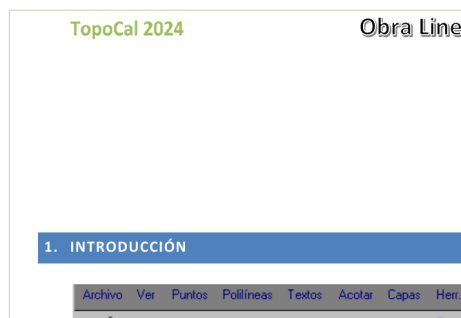 TopoCal 2024 Obra Line
1. INTRODUCCIÓN
Archivo Ver Puntos Polilíneas Textos Acotar Capas Herr.